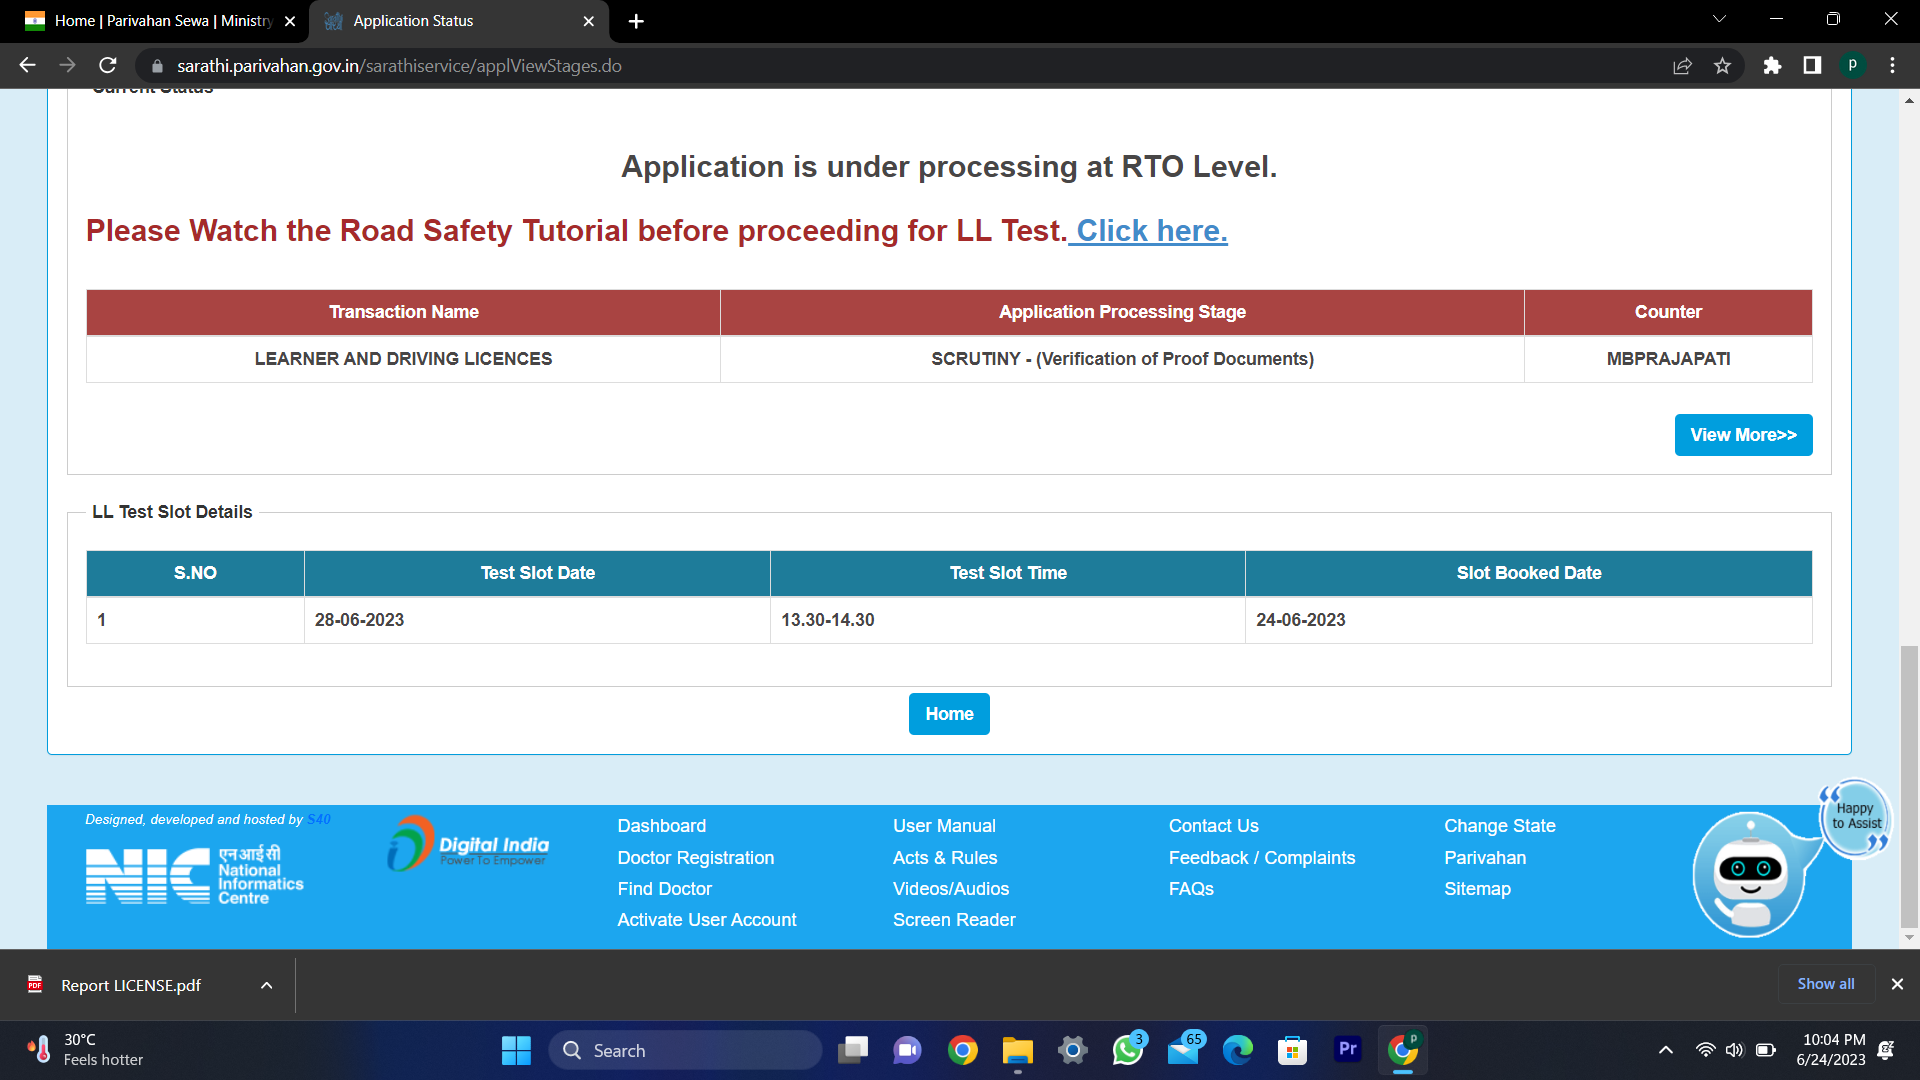 Home | Parivahan Sewa | Ministry
Application Status
sarathi.parivahan.gov.in/sarathiservice/applViewStages.do
P
Current Status
Application is under processing at RTO Level.
Please Watch the Road Safety Tutorial before proceeding for LL Test. Click here.
Transaction Name Application Processing Stage Counter
LEARNER AND DRIVING LICENCES SCRUTINY - (Verification of Proof Documents) MBPRAJAPATI
View More>>
LL Test Slot Details
S.NO Test Slot Date Test Slot Time Slot Booked Date
1 28-06-2023 13.30-14.30 24-06-2023
Home
Designed, developed and hosted by S40
NIC एन आई सी
National
Informatics
Centre
Digital India
Power To Empower
Dashboard User Manual Contact Us Change State
Doctor Registration Acts & Rules Feedback / Complaints Parivahan
Find Doctor Videos/Audios FAQs Sitemap
Activate User Account Screen Reader
Happy
to Assist
PDF Report LICENSE.pdf
Show all
30°C
Feels hotter
Search
3
65
Pr
P
10:04 PM
6/24/2023